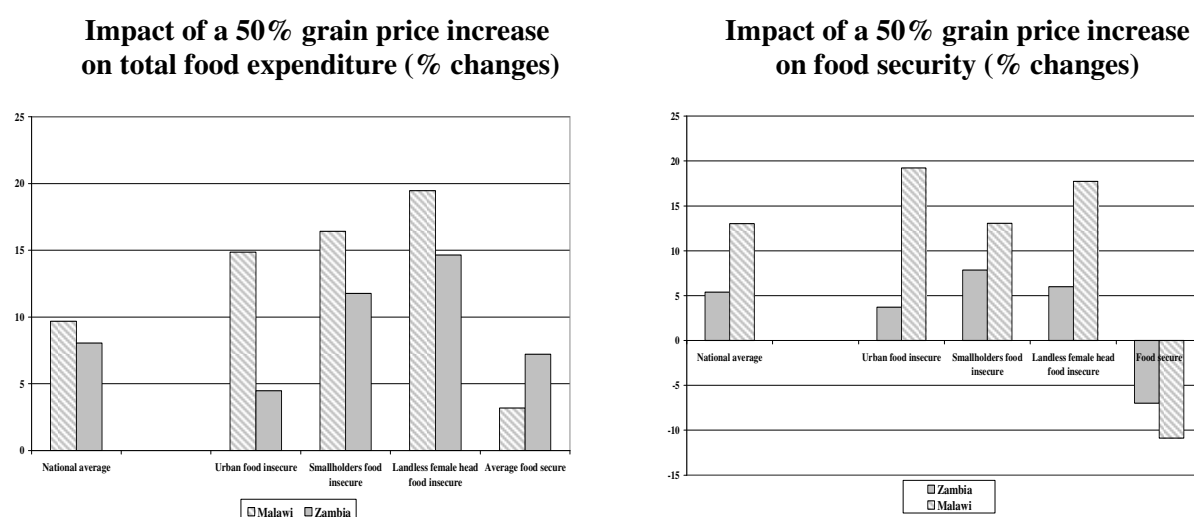 Impact of a 50% grain price increase
on total food expenditure (% changes)
25
20
15
10
5
0
National average
Urban food insecure
Smallholders food
insecure
Landless female head
food insecure
Average food secure
Malawi
Zambia
Impact of a 50% grain price increase
on food security (% changes)
25
20
15
10
5
0
-5
-10
-15
National average
Urban food insecure
Smallholders food
insecure
Landless female head
food insecure
Food secure
Zambia
Malawi